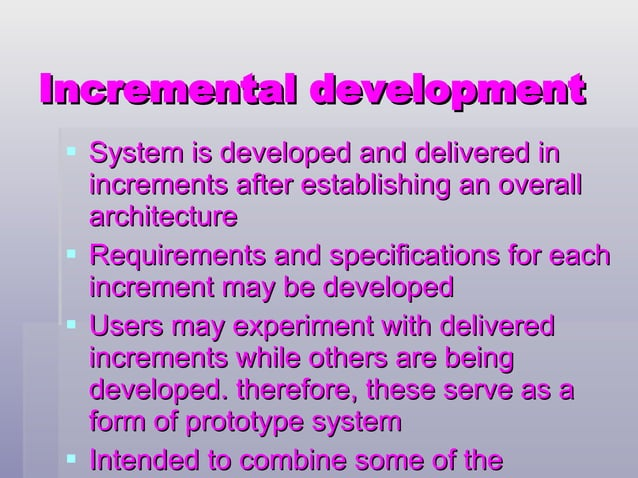 Incremental development
System is developed and delivered in
increments after establishing an overall
architecture
Requirements and specifications for each
increment may be developed
Users may experiment with delivered
increments while others are being
developed. therefore, these serve as a
form of prototype system
Intended to combine some of the